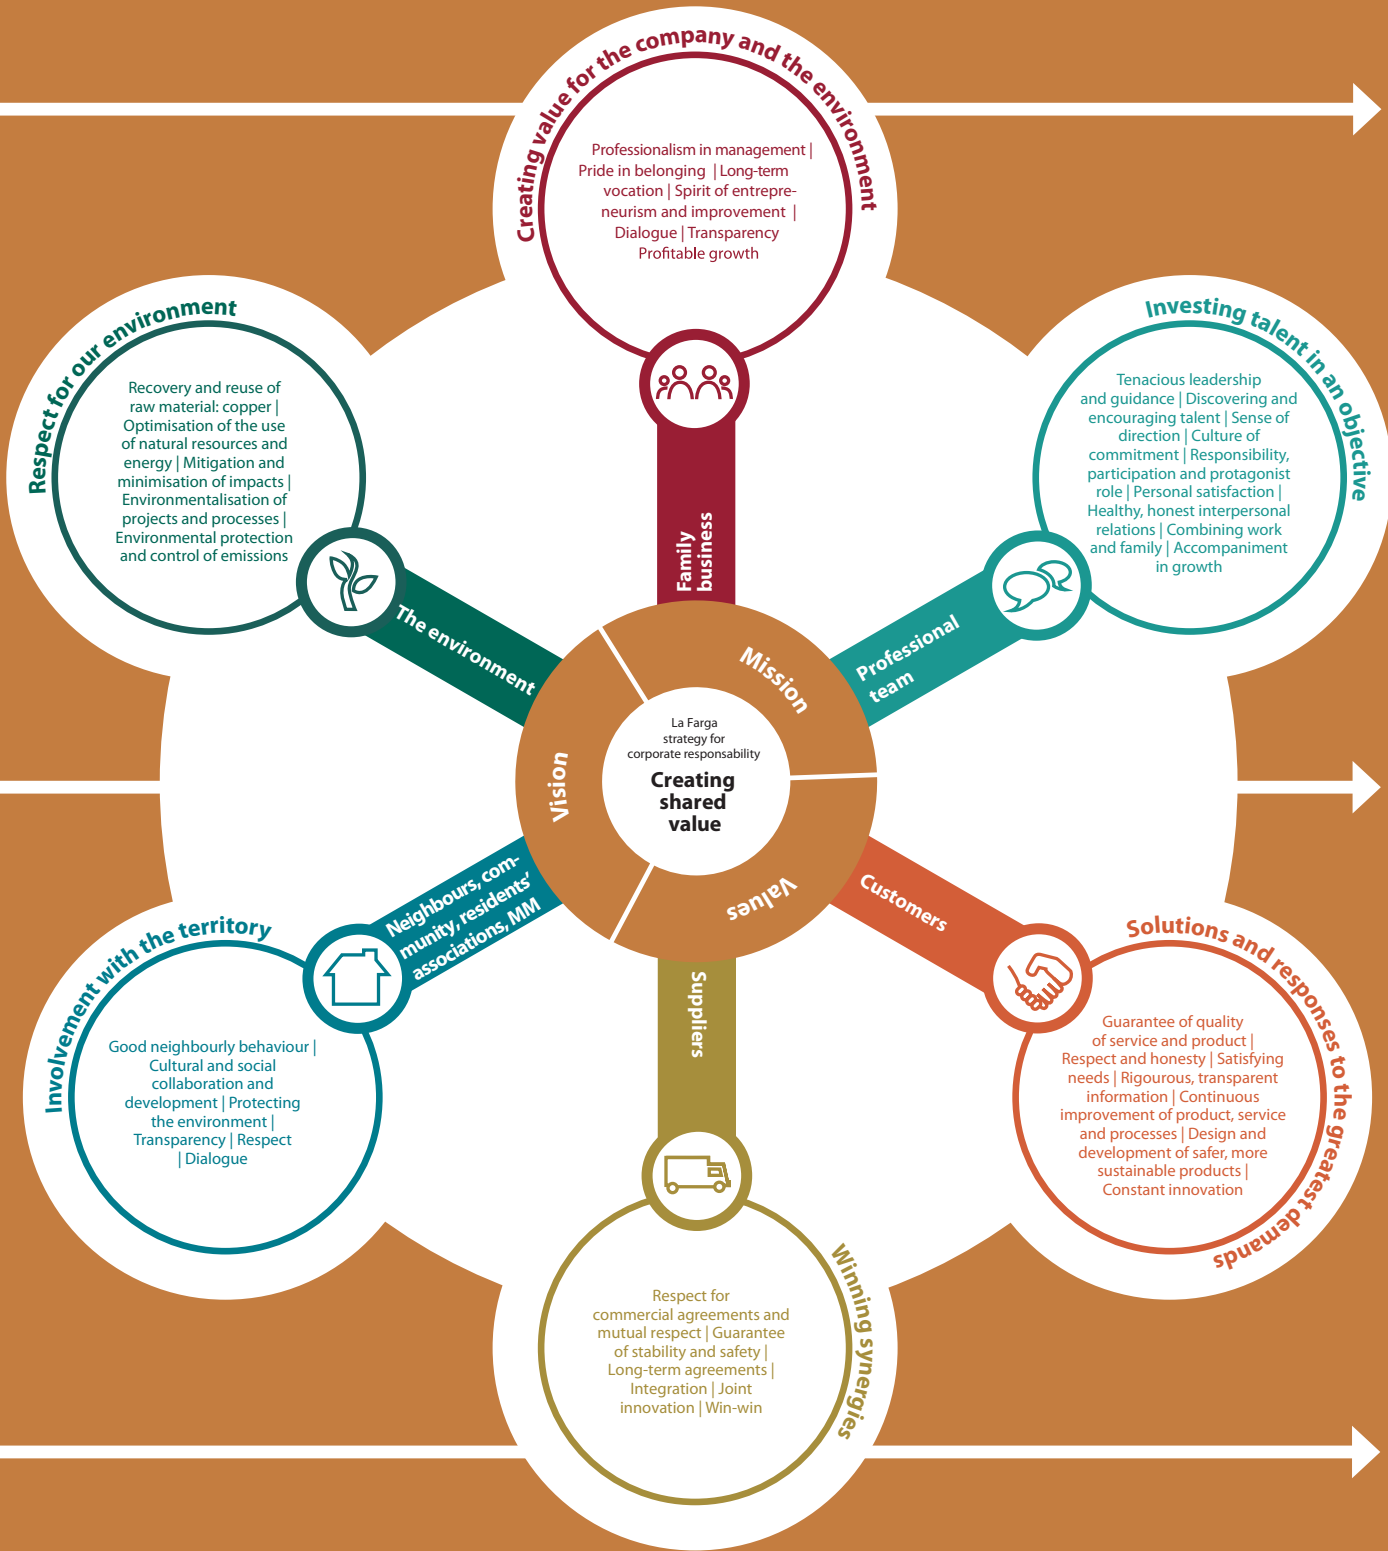 Creating value for the company and the environment
Professionalism in management |
Pride in belonging | Long-term
vocation | Spirit of entrepre-
neurism and improvement |
Dialogue | Transparency
Profitable growth
Family
business
Respect for our environment
Recovery and reuse of
raw material: copper |
Optimisation of the use
of natural resources and
energy | Mitigation and
minimisation of impacts |
Environmentalisation of
projects and processes |
Environmental protection
and control of emissions
The environment
Investing talent in an objective
Tenacious leadership
and guidance | Discovering and
encouraging talent | Sense of
direction | Culture of
commitment | Responsibility,
participation and protagonist
role | Personal satisfaction |
Healthy, honest interpersonal
relations | Combining work
and family | Accompaniment
in growth
Professional
team
Mission
Vision
Values
La Farga
strategy for
corporate responsability
Creating
shared
value
Involvement with the territory
Good neighbourly behaviour |
Cultural and social
collaboration and
development | Protecting
the environment |
Transparency | Respect
| Dialogue
Neighbours, com-
munity, residents'
associations, MM
Customers
Solutions and responses to the greatest demands
Guarantee of quality
of service and product |
Respect and honesty | Satisfying
needs | Rigourous, transparent
information | Continuous
improvement of product, service
and processes | Design and
development of safer, more
sustainable products |
Constant innovation
Suppliers
Winning synergies
Respect for
commercial agreements and
mutual respect | Guarantee
of stability and safety |
Long-term agreements |
Integration | Joint
innovation | Win-win